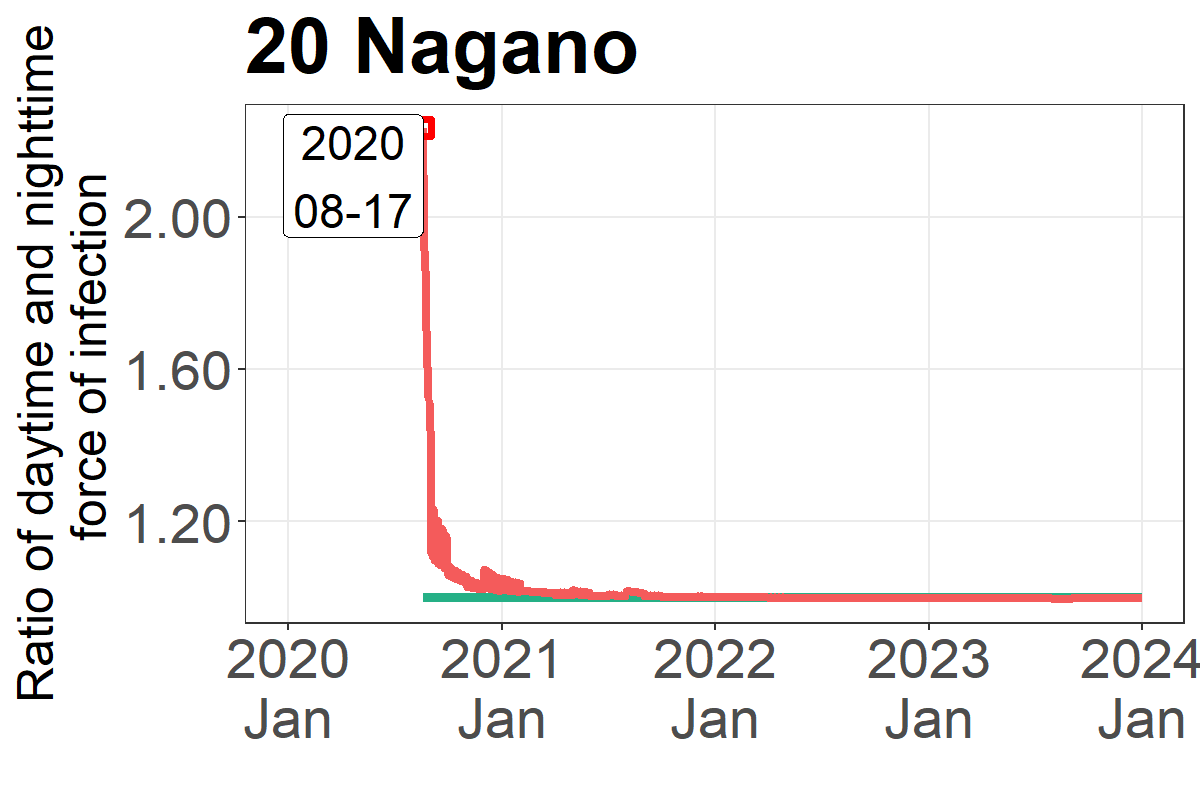 20 Nagano
Ratio of daytime and nighttime
force of infection
2020
08-17
2.00
1.60
1.20
2020
Jan
2021
Jan
2022
Jan
2023
Jan
2024
Jan